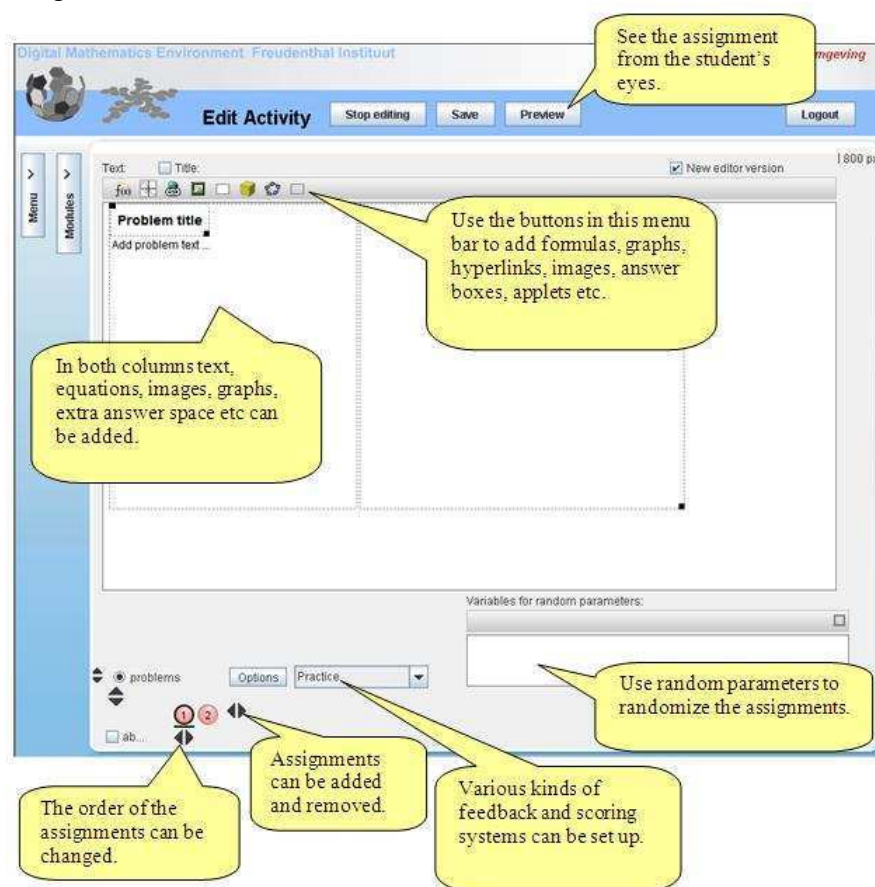 See the assignment
from the student's
eyes.
Digital Mathematics Environment Freudenthal Instituut
mgeving
Edit Activity Stop editing Save Preview Logout
Menu
Modules
Text: Title: New editor version
800 p
f(x)
Problem title
Add problem text ...
Use the buttons in this menu
bar to add formulas, graphs,
hyperlinks, images, answer
boxes, applets etc.
In both columns text,
equations, images, graphs,
extra answer space etc can
be added.
Variables for random parameters:
problems Options Practice
Use random parameters to
randomize the assignments.
1 2
ab...
Assignments
can be added
and removed.
Various kinds of
feedback and scoring
systems can be set up.
The order of the
assignments can be
changed.